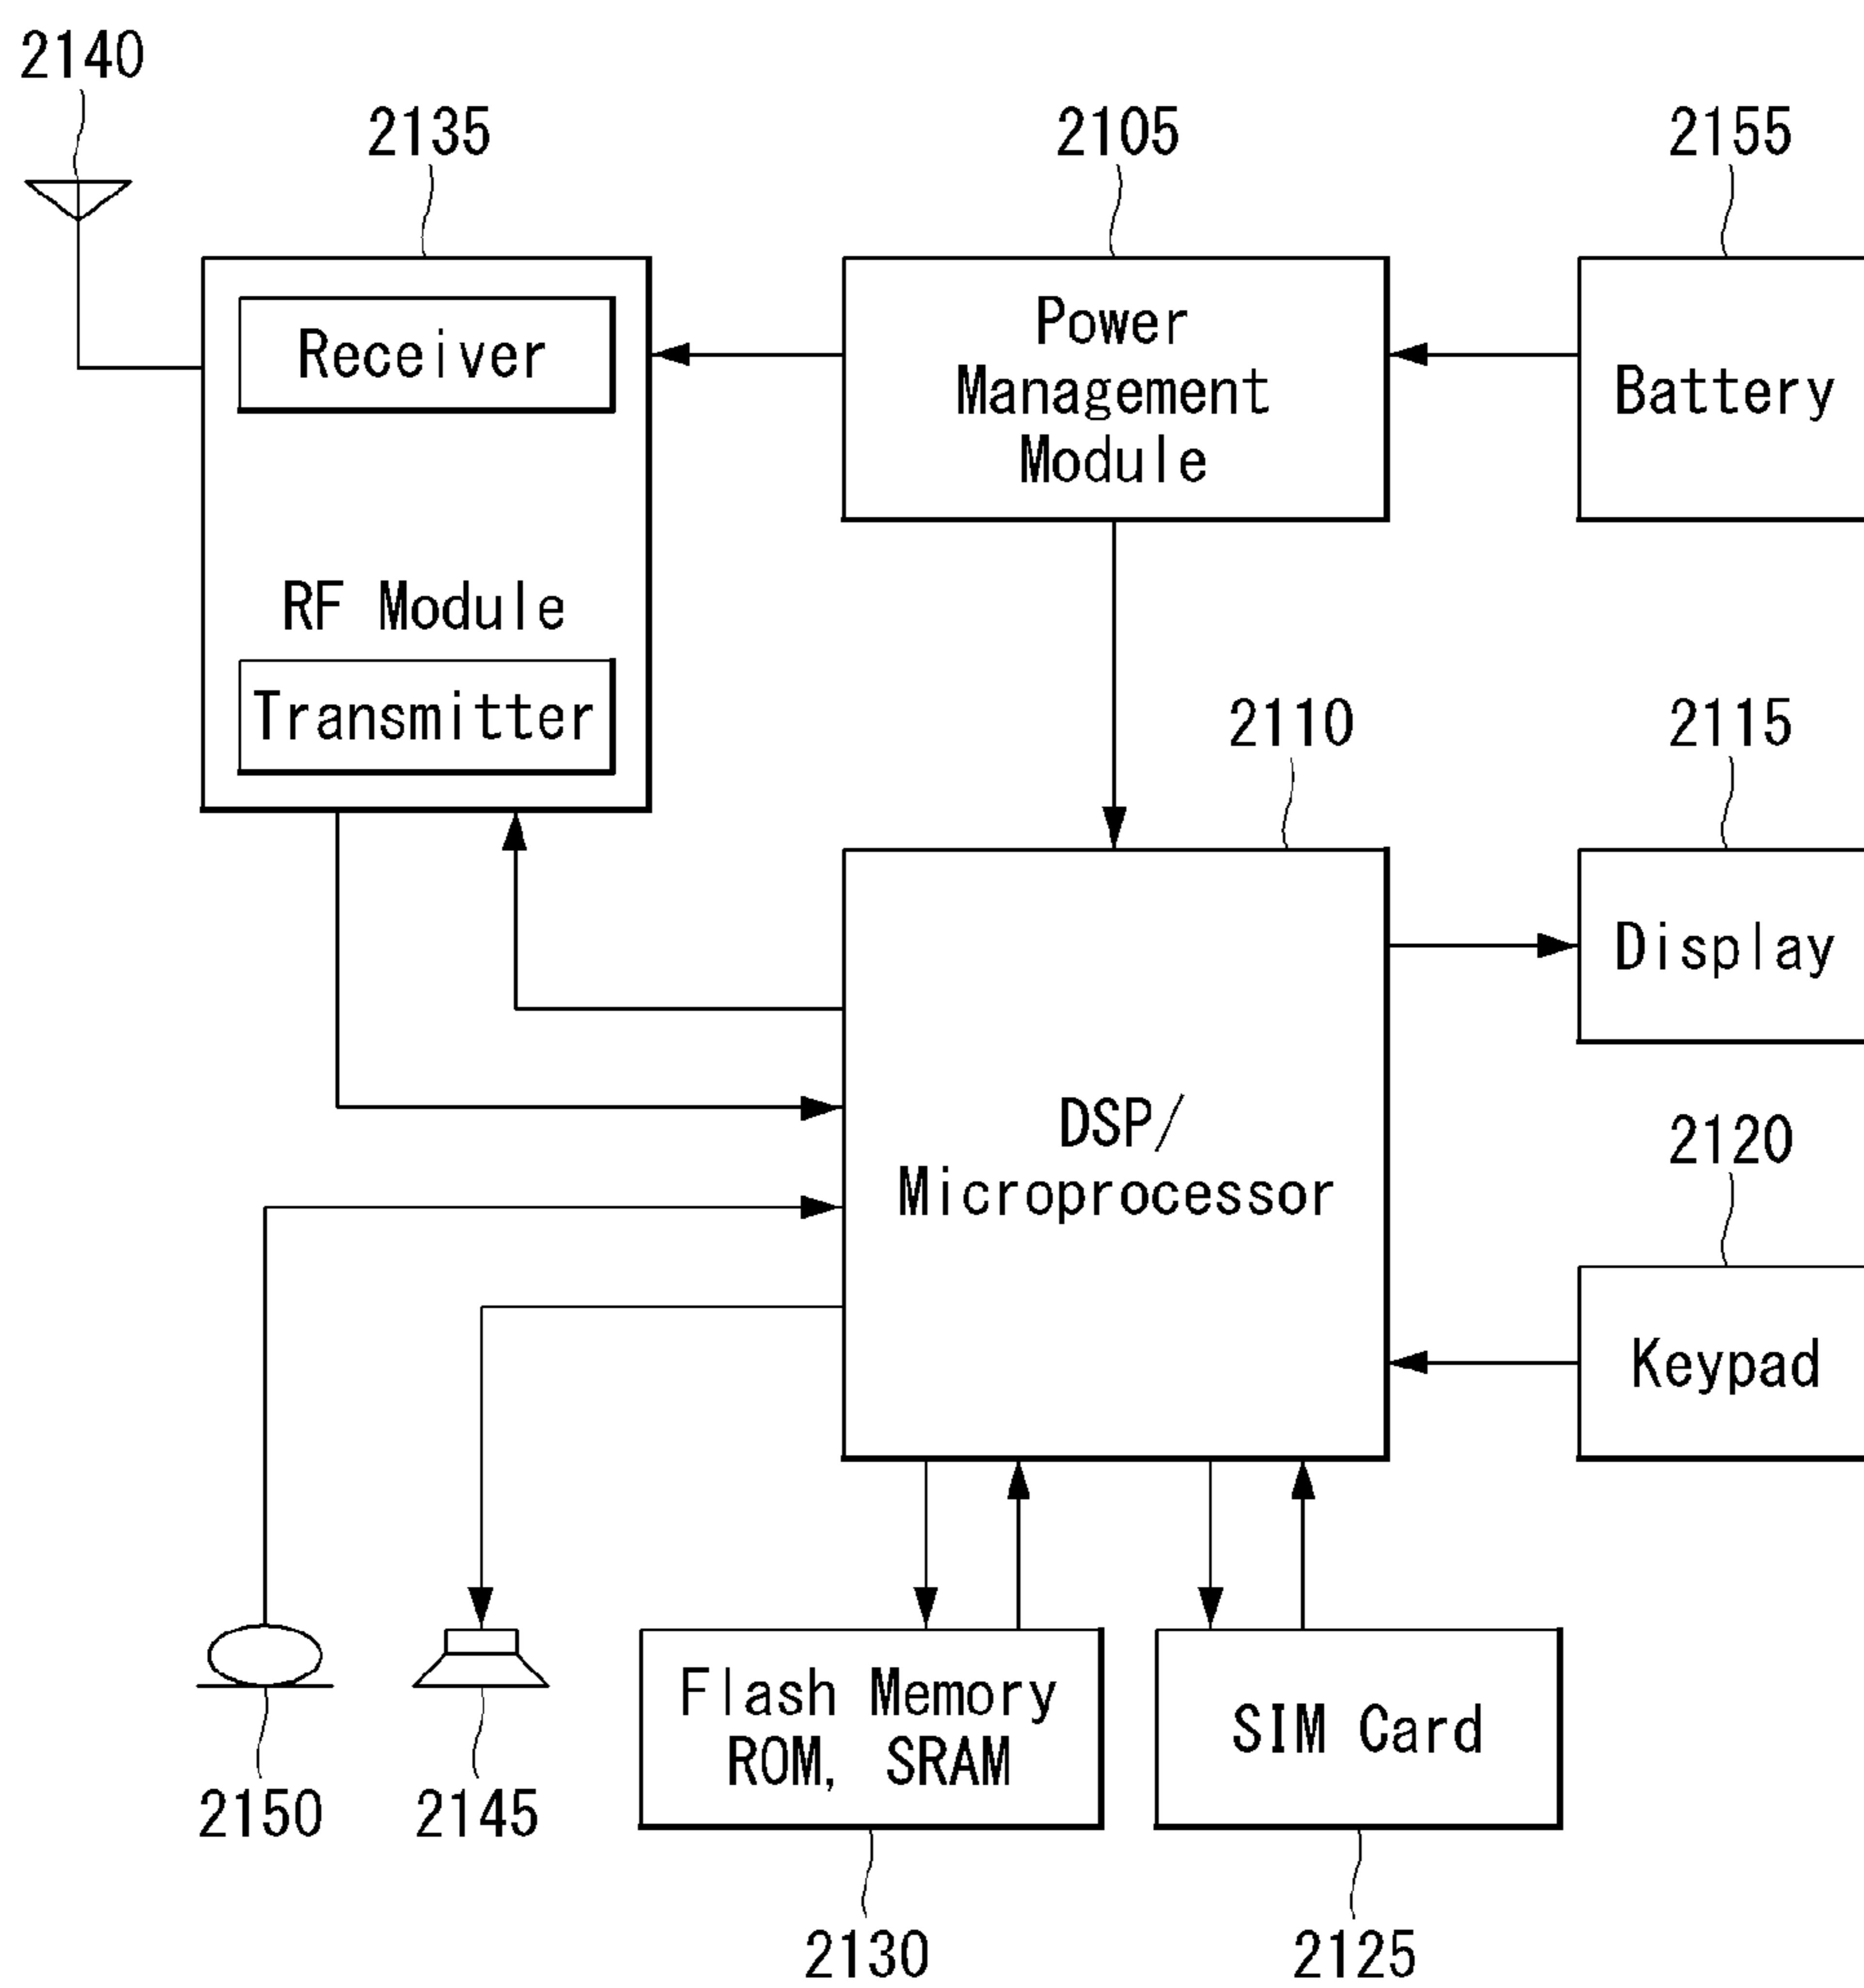 2140
2135
2105
2155
Receiver
Power
Management
Module
Battery
RF Module
Transmitter
2110
2115
Display
DSP/
Microprocessor
2120
Keypad
Flash Memory
ROM, SRAM
SIM Card
2150
2145
2130
2125